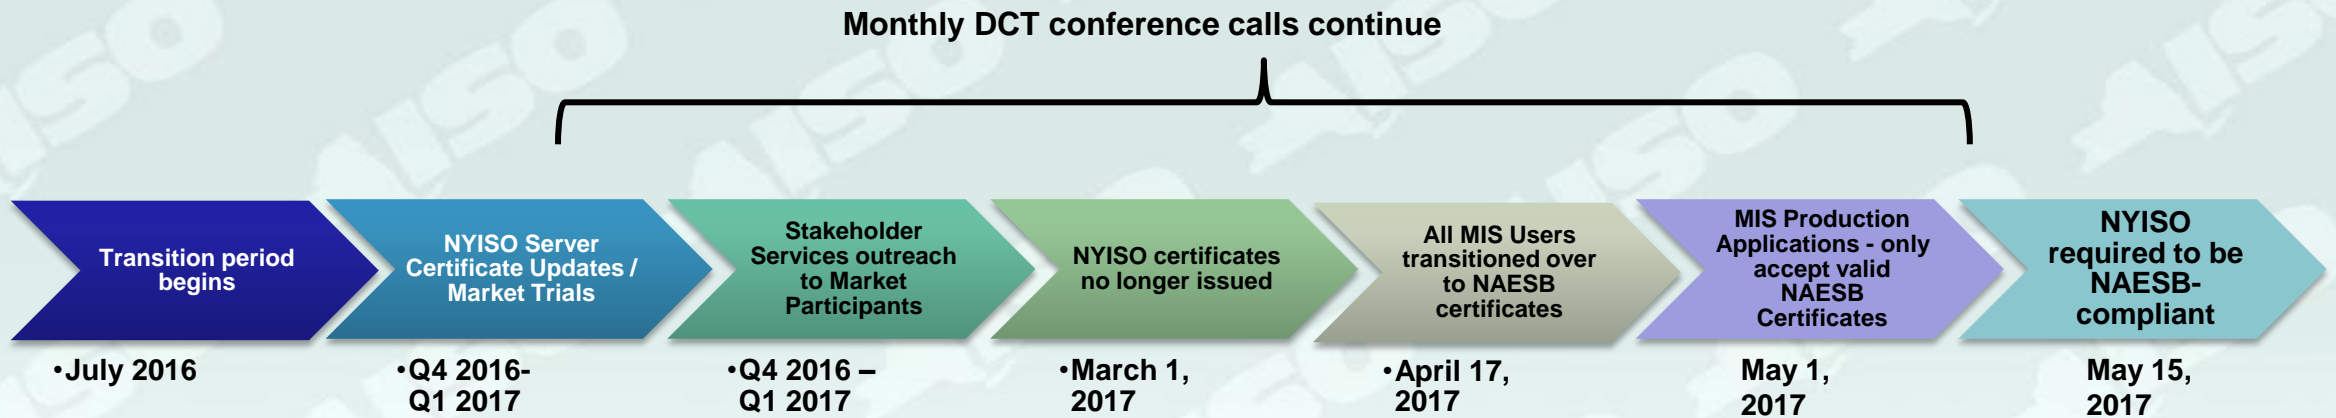 Monthly DCT conference calls continue
Transition period
begins
NYISO Server
Certificate Updates /
Market Trials
Stakeholder
Services outreach
to Market
Participants
NYISO certificates
no longer issued
All MIS Users
transitioned over
to NAESB
certificates
MIS Production
Applications - only
accept valid
NAESB
Certificates
NYISO
required to be
NAESB-
compliant
•July 2016
•Q4 2016-
Q1 2017
•Q4 2016 –
Q1 2017
•March 1,
2017
•April 17,
2017
May 1,
2017
May 15,
2017